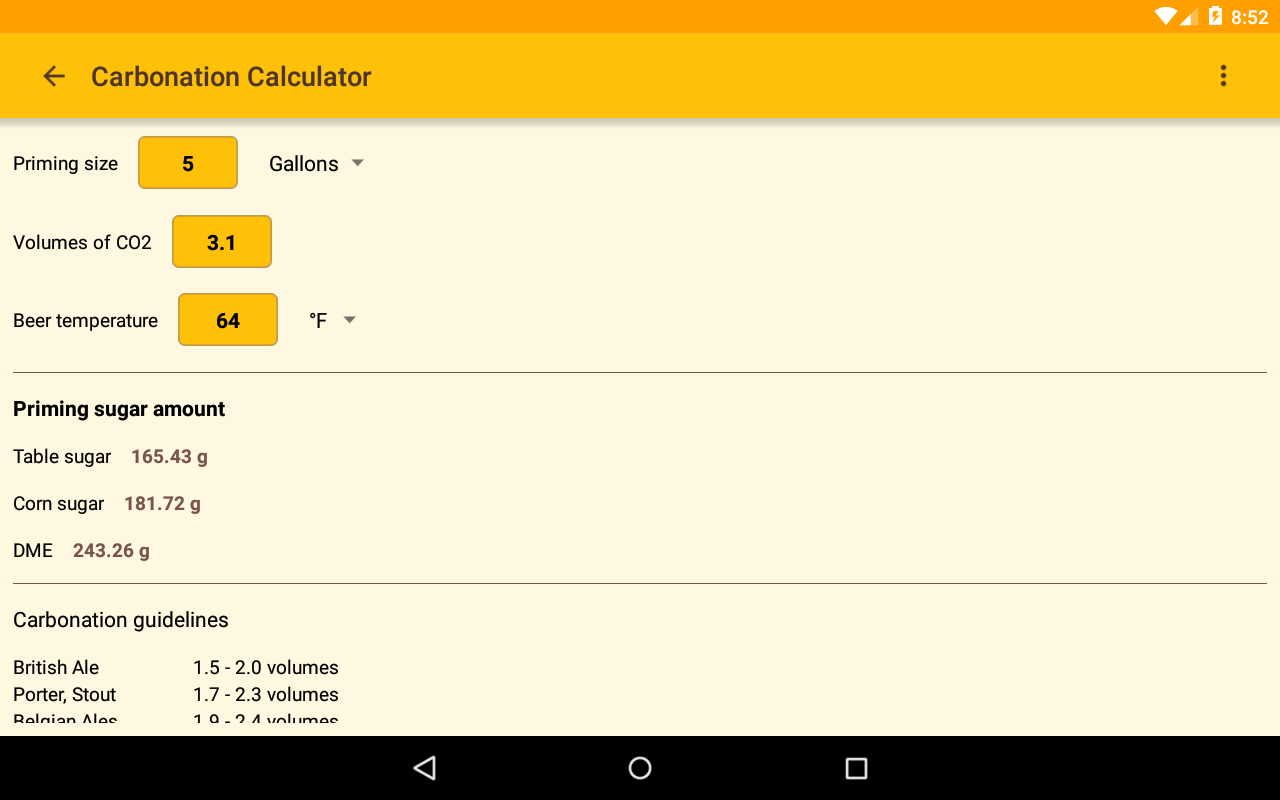 8:52
Carbonation Calculator
Priming size 5 Gallons
Volumes of CO2 3.1
Beer temperature 64 °F
Priming sugar amount
Table sugar 165.43 g
Corn sugar 181.72 g
DME 243.26 g
Carbonation guidelines
British Ale 1.5 - 2.0 volumes
Porter, Stout 1.7 - 2.3 volumes
Belgian Ales 1.9 - 2.4 volumes